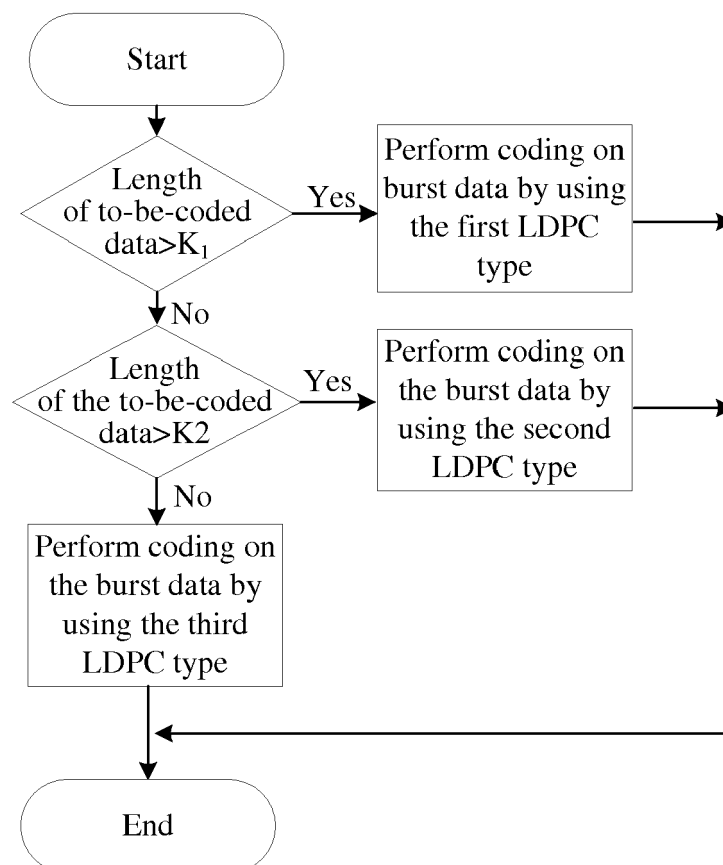 Start
Length
of to-be-coded
data>K₁
Yes
Perform coding on
burst data by using
the first LDPC
type
No
Length
of the to-be-coded
data>K2
Yes
Perform coding on
the burst data by
using the second
LDPC type
No
Perform coding on
the burst data by
using the third
LDPC type
End